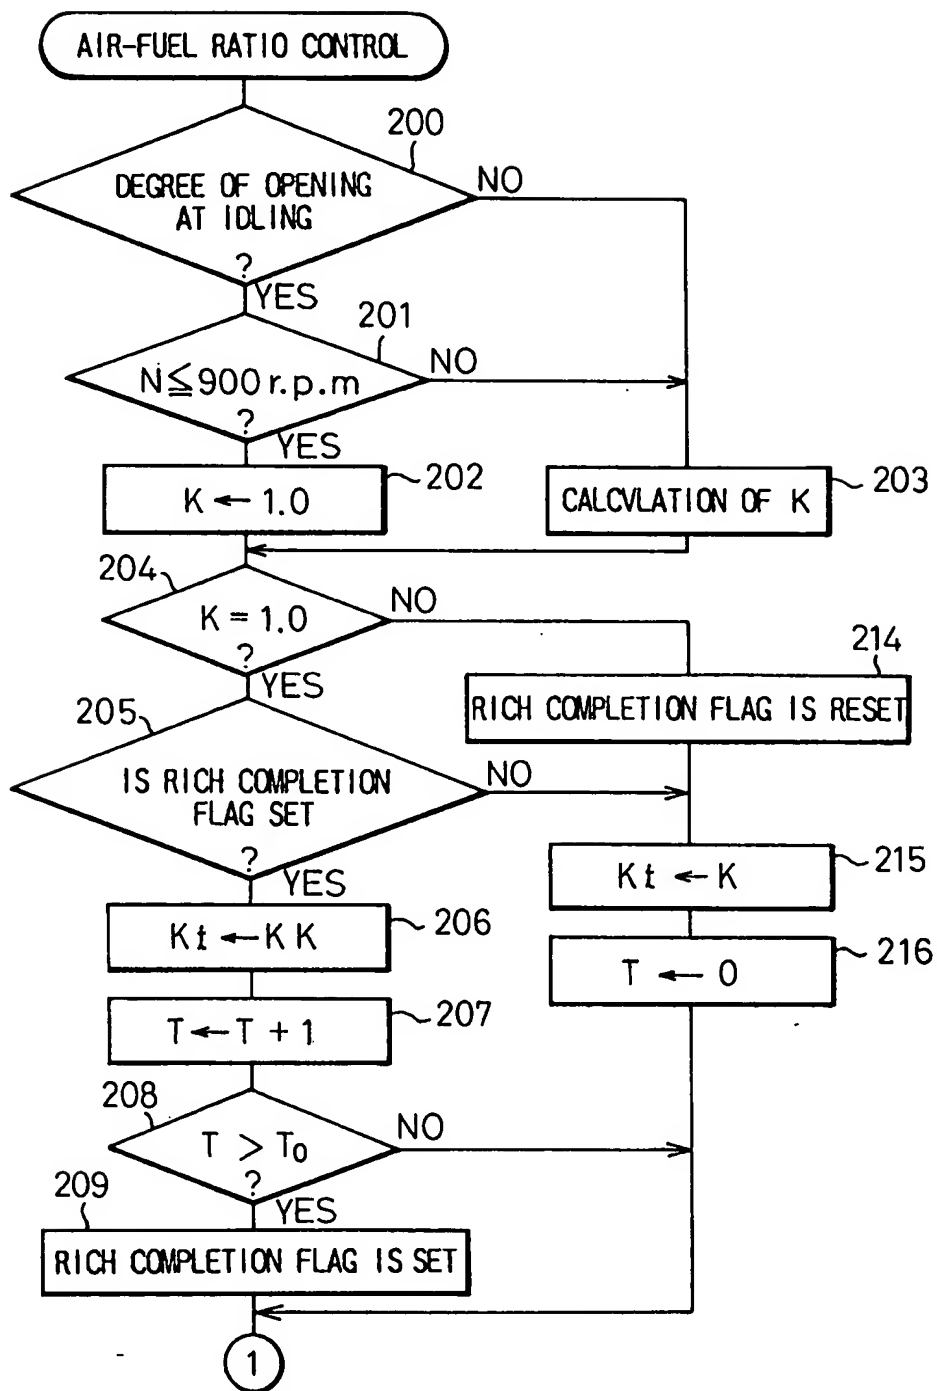 AIR-FUEL RATIO CONTROL
200
DEGREE OF OPENING
AT IDLING
?
NO
YES
201
N≦900 r.p.m
?
NO
YES
K ← 1.0
202
CALCVLATION OF K
203
204
K = 1.0
?
NO
YES
214
RICH COMPLETION FLAG IS RESET
205
IS RICH COMPLETION
FLAG SET
?
NO
YES
Kt ← K
215
Kt ← KK
206
T ← 0
216
T ← T + 1
207
208
T > T0
?
NO
YES
209
RICH COMPLETION FLAG IS SET
1